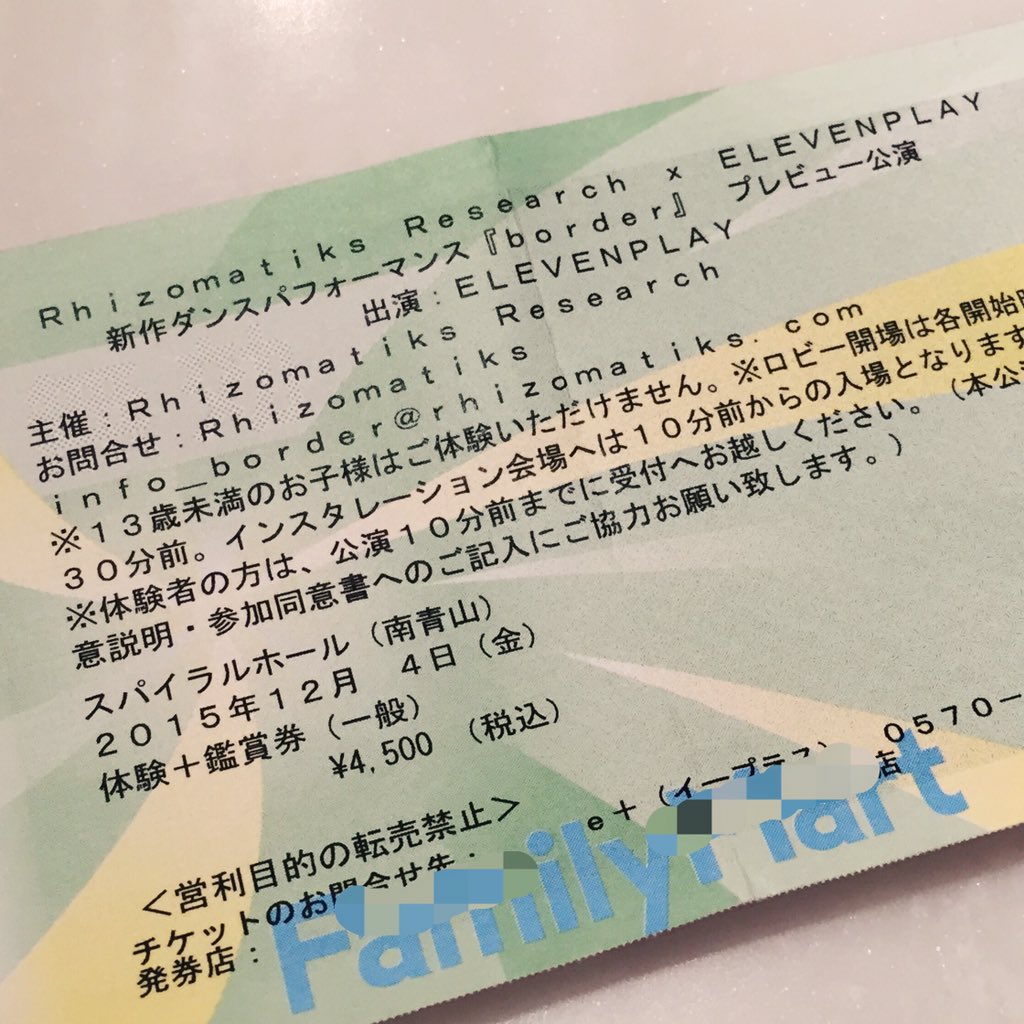 Rhizomatiks Research x ELEVENPLAY
新作ダンスパフォーマンス『border』 プレビュー公演
出演：ELEVENPLAY
主催：Rhizomatiks Research
お問合せ：Rhizomatiks
info_border@rhizomatiks.com
※13歳未満のお子様はご体験いただけません。※ロビー開場は各開始時
30分前。インスタレーション会場へは10分前からの入場となります
※体験者の方は、公演10分前までに受付へお越しください。（本公
意説明・参加同意書へのご記入にご協力お願い致します。）
スパイラルホール（南青山）
2015年12月 4日（金）
体験＋鑑賞券（一般）
¥4,500 （税込）
＜営利目的の転売禁止＞
チケットのお問合せ先： e＋（イープラス） 0570－
発券店： 店
FamilyMart